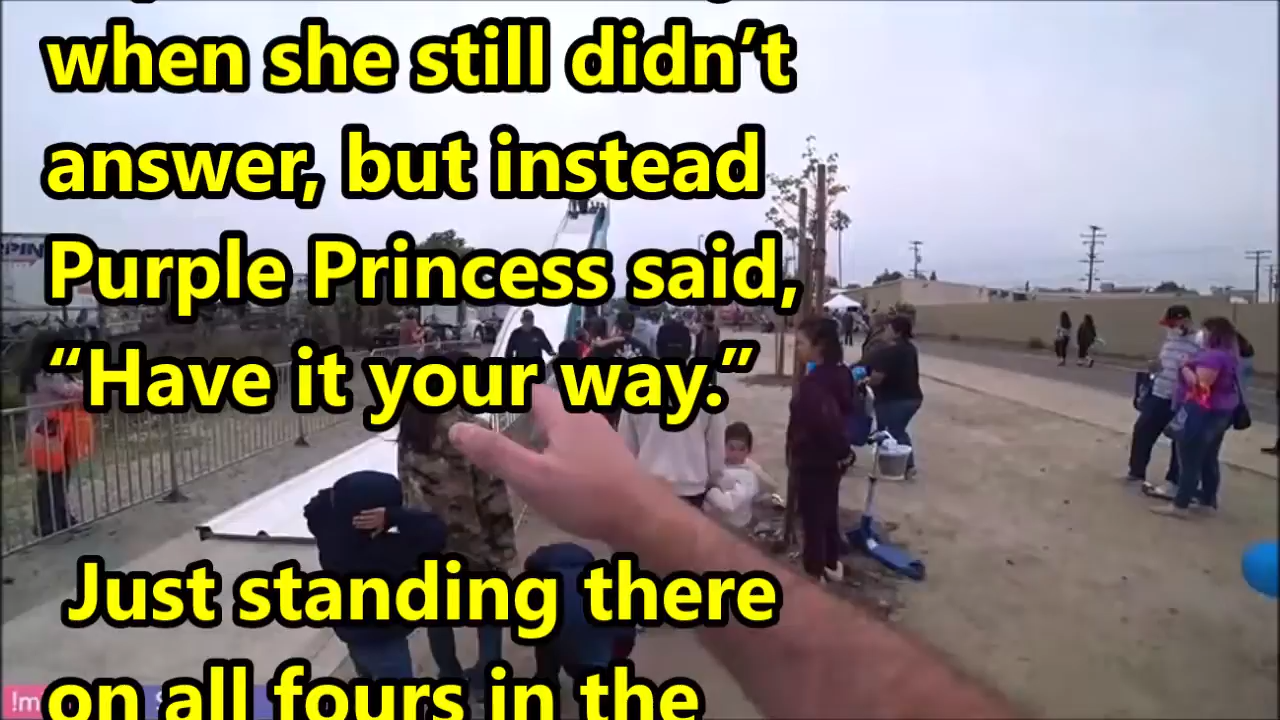 when she still didn’t
answer, but instead
Purple Princess said,
“Have it your way.”
Just standing there
on all fours in the
!m